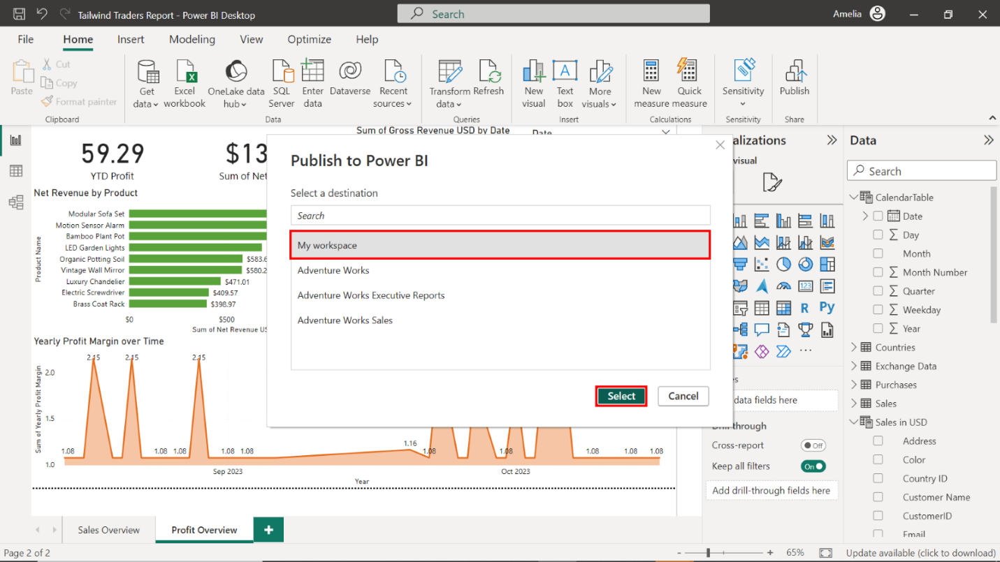 Tailwind Traders Report - Power BI Desktop
Search
Amelia
File Home Insert Modeling View Optimize Help
Paste
Cut
Copy
Format painter
Clipboard
Get data
Excel workbook
OneLake data hub
SQL Server
Enter data
Dataverse
Recent sources
Data
Transform data
Refresh
Queries
New visual
Text box
More visuals
Insert
New measure
Quick measure
Calculations
Sensitivity
Sensitivity
Publish
Share
59.29
YTD Profit
$13
Sum of Net
Sum of Gross Revenue USD by Date
Date
Net Revenue by Product
Product Name
Modular Sofa Set
Motion Sensor Alarm
Bamboo Plant Pot
LED Garden Lights
Organic Potting Soil $583.6
Vintage Wall Mirror $580.2
Luxury Chandelier $471.01
Electric Screwdriver $409.57
Brass Coat Rack $398.97
$0 $500
Sum of Net Revenue US
Yearly Profit Margin over Time
Sum of Yearly Profit Margin
2.0
1.5
1.0
2.15 2.15 2.15
1.08 1.08 1.08 1.08 1.08 1.16 1.08 1.08 1.08 1.08 1.08
Sep 2023 Oct 2023
Year
Publish to Power BI
Select a destination
Search
My workspace
Adventure Works
Adventure Works Executive Reports
Adventure Works Sales
Select Cancel
alizations
visual
123
R Py
es
data fields here
Drill through
Cross-report Off
Keep all filters On
Add drill-through fields here
Data
Search
CalendarTable
Date
Day
Month
Month Number
Quarter
Weekday
Year
Countries
Exchange Data
Purchases
Sales
Sales in USD
Address
Color
Country ID
Customer Name
CustomerID
Email
Sales Overview Profit Overview
Page 2 of 2
- + 65%
Update available (click to download)